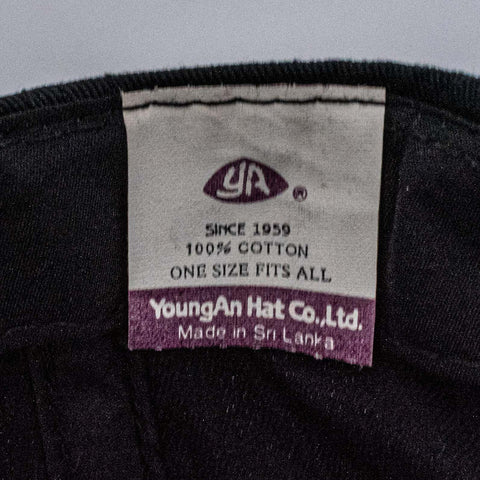 YA ®
SINCE 1959
100% COTTON
ONE SIZE FITS ALL
YoungAn Hat Co.,Ltd.
Made in Sri Lanka